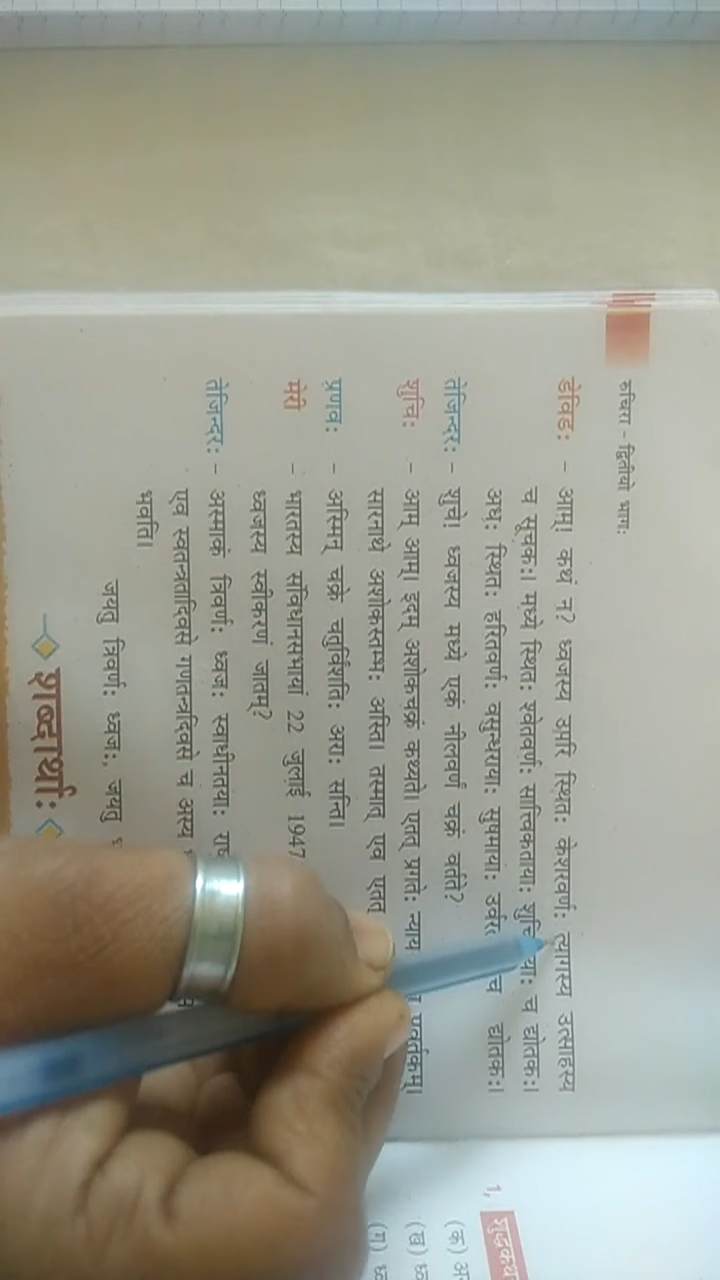 रुचिरा - द्वितीयो भागः
डेविडः - आम्। कथं न? ध्वजस्य उपरि स्थितः केशरवर्णः त्यागस्य उत्साहस्य
च सूचकः। मध्ये स्थितः श्वेतवर्णः सात्त्विकतायाः च द्योतकः।
अधः स्थितः हरितवर्णः वसुन्धरायाः सुषमायाः च द्योतकः।
तेजिन्दरः - शुचे! ध्वजस्य मध्ये एकं नीलवर्णं चक्रं वर्तते?
शुचिः - आम् आम्। इदम् अशोकचक्रं कथ्यते। एतत् प्रगतेः प्रवर्तकम्।
सारनाथे अशोकस्तम्भः अस्ति। तस्मात् एव एतत्
प्रणवः - अस्मिन् चक्रे चतुर्विंशतिः अराः सन्ति।
मेरी - भारतस्य संविधानसभायां 22 जुलाई 1947
ध्वजस्य स्वीकरणं जातम्?
तेजिन्दरः - अस्माकं त्रिवर्णः ध्वजः स्वाधीनतायाः
एव स्वतन्त्रतादिवसे गणतन्त्रदिवसे च अस्य
भवति।
जयतु त्रिवर्णः ध्वजः, जयतु
शब्दार्थाः
1.
(क)
(ख)
(ग)